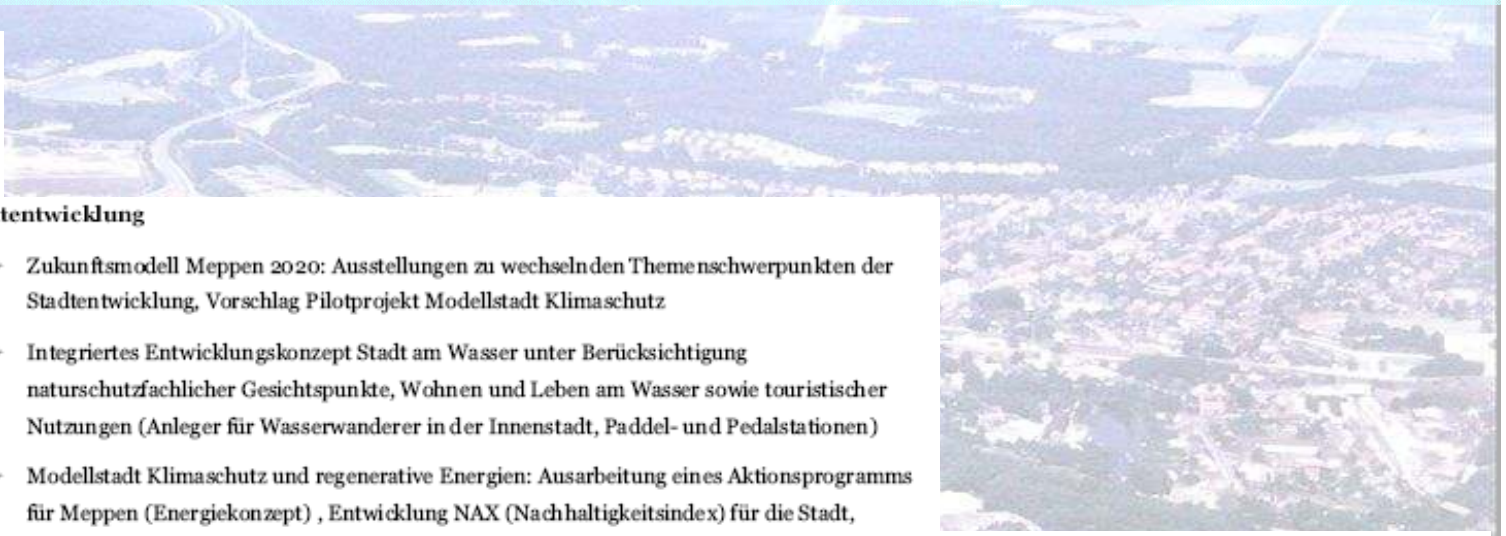 tentwicklung
Zukunftsmodell Meppen 2020: Ausstellungen zu wechselnden Themenschwerpunkten der
Stadtentwicklung, Vorschlag Pilotprojekt Modellstadt Klimaschutz
Integriertes Entwicklungskonzept Stadt am Wasser unter Berücksichtigung
naturschutzfachlicher Gesichtspunkte, Wohnen und Leben am Wasser sowie touristischer
Nutzungen (Anleger für Wasserwanderer in der Innenstadt, Paddel- und Pedalstationen)
Modellstadt Klimaschutz und regenerative Energien: Ausarbeitung eines Aktionsprogramms
für Meppen (Energiekonzept) , Entwicklung NAX (Nachhaltigkeitsindex) für die Stadt,